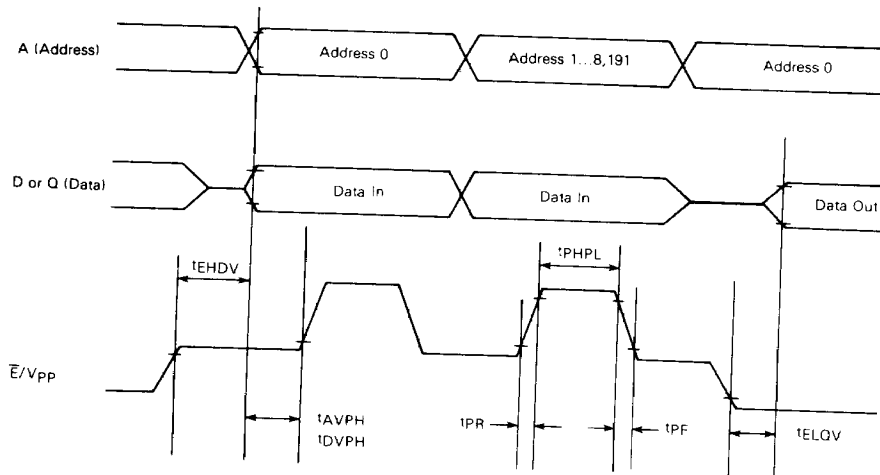 A (Address)
Address 0
Address 1...8,191
Address 0
D or Q (Data)
Data In
Data In
Data Out
tEHDV
tPHPL
E̅/VPP
tAVPH
tDVPH
tPR
tPF
tELQV